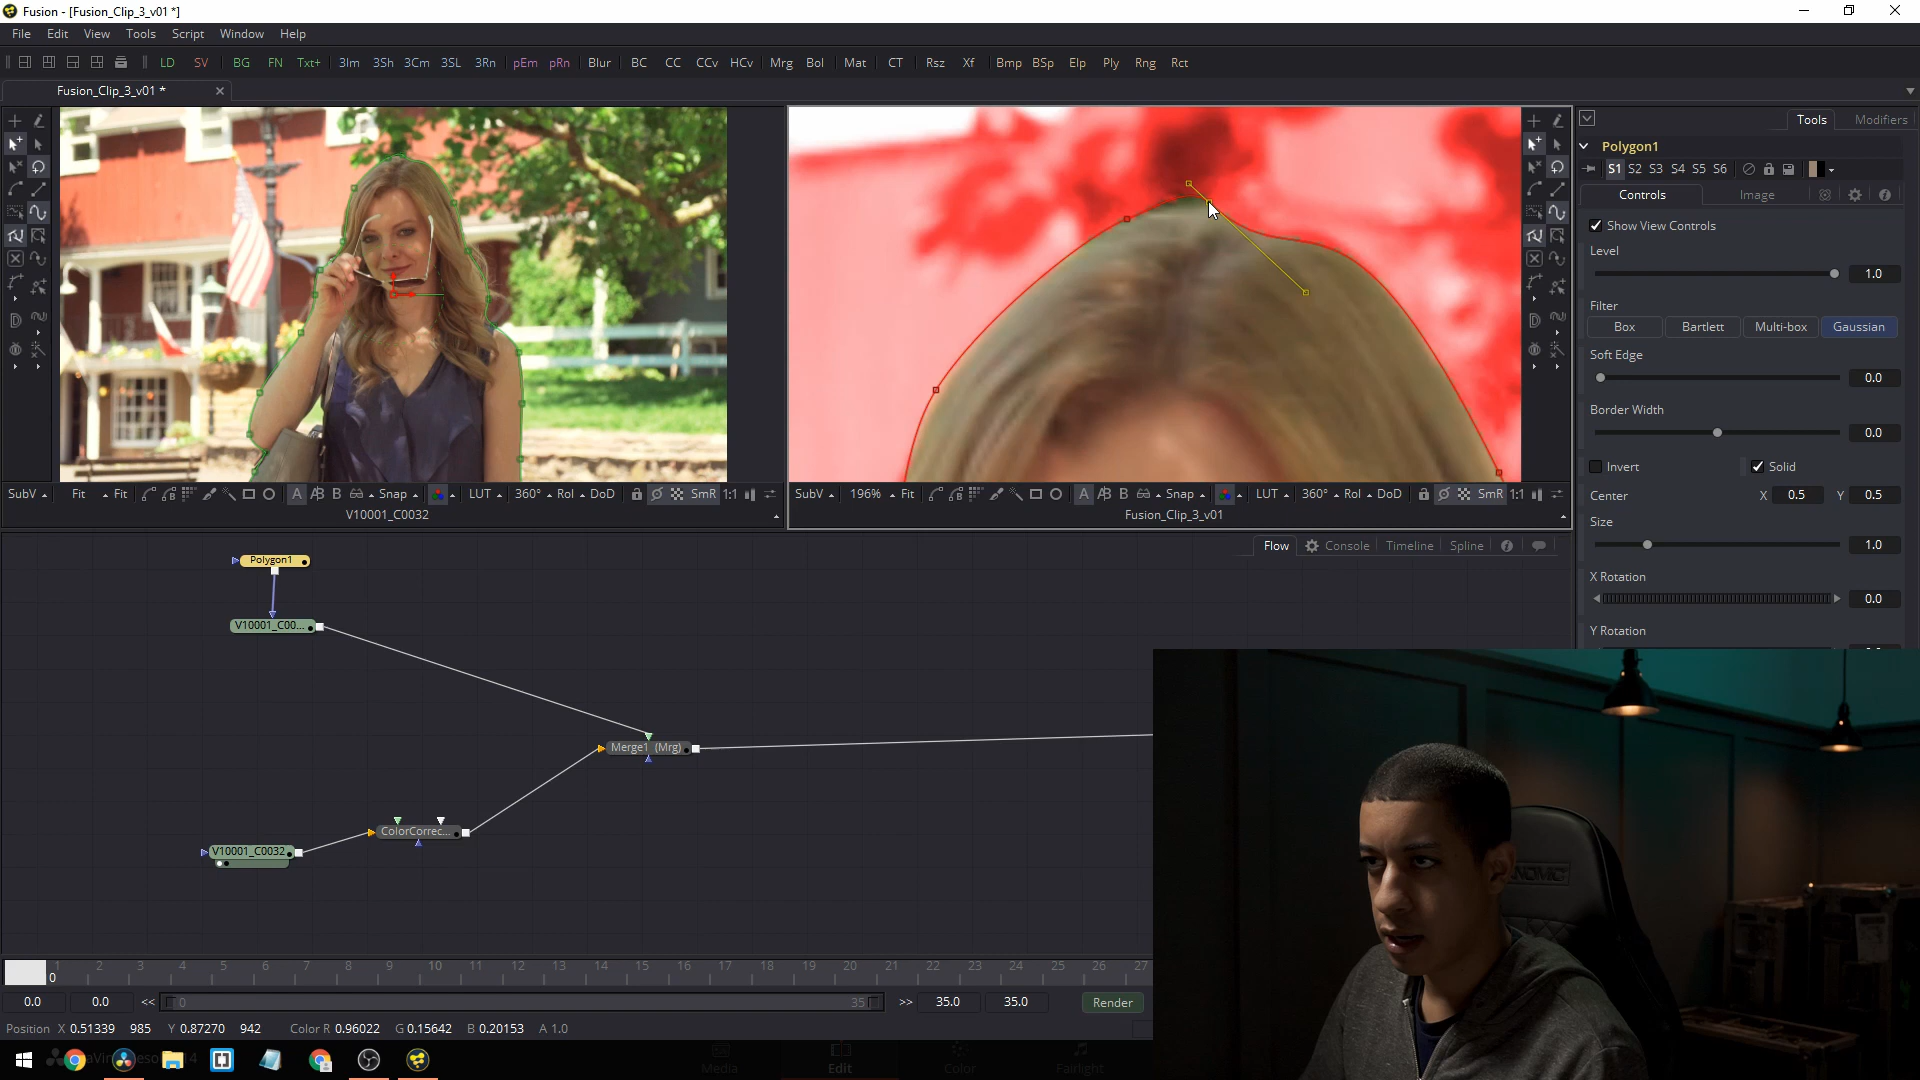 Fusion - [Fusion_Clip_3_v01 *]
File Edit View Tools Script Window Help
LD SV BG FN Txt+ 3Im 3Sh 3Cm 3SL 3Rn pEm pRn Blur BC CC CCv HCv Mrg Bol Mat CT Rsz Xf Bmp BSp Elp Ply Rng Rct
Fusion_Clip_3_v01 *
Tools Modifiers
Polygon1
S1 S2 S3 S4 S5 S6
Controls Image
Show View Controls
Level
1.0
Filter
Box Bartlett Multi-box Gaussian
Soft Edge
0.0
Border Width
0.0
Invert Solid
Center X 0.5 Y 0.5
Size
1.0
X Rotation
0.0
Y Rotation
SubV Fit Fit A B Snap LUT 360° RoI DoD SmR 1:1
V10001_C0032
SubV 196% Fit A B Snap LUT 360° RoI DoD SmR 1:1
Fusion_Clip_3_v01
Flow Console Timeline Spline
Polygon1
V10001_C00...
Merge1 (Mrg)
ColorCorrec...
V10001_C0032
0 1 2 3 4 5 6 7 8 9 10 11 12 13 14 15 16 17 18 19 20 21 22 23 24 25 26 27
0.0 0.0 << 0 35 >> 35.0 35.0 Render
Position X 0.51339 985 Y 0.87270 942 Color R 0.96022 G 0.15642 B 0.20153 A 1.0
Media Edit Color Fairlight